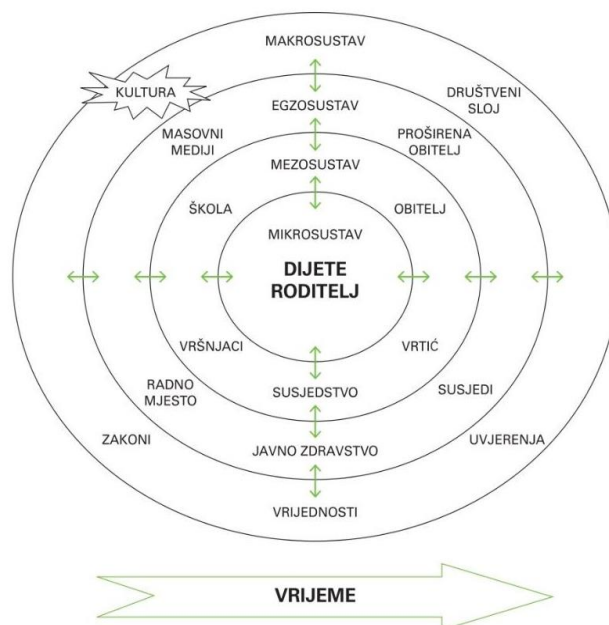 MAKROSUSTAV
KULTURA
DRUŠTVENI
SLOJ
EGZOSUSTAV
MASOVNI
MEDIJI
PROŠIRENA
OBITELJ
MEZOSUSTAV
ŠKOLA
OBITELJ
MIKROSUSTAV
DIJETE
RODITELJ
VRŠNJACI
VRTIĆ
RADNO
MJESTO
SUSJEDSTVO
SUSJEDI
ZAKONI
JAVNO ZDRAVSTVO
UVJERENJA
VRIJEDNOSTI
VRIJEME